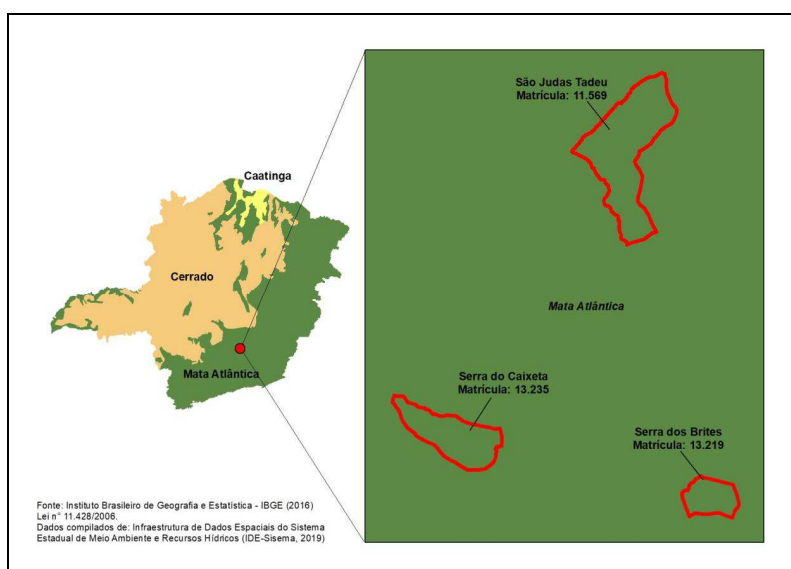 São Judas Tadeu
Matrícula: 11.569
Caatinga
Cerrado
Mata Atlântica
Mata Atlântica
Serra do Caixeta
Matrícula: 13.235
Serra dos Brites
Matrícula: 13.219
Fonte: Instituto Brasileiro de Geografia e Estatística - IBGE (2016)
Lei n° 11.428/2006.
Dados compilados de: Infraestrutura de Dados Espaciais do Sistema
Estadual de Meio Ambiente e Recursos Hídricos (IDE-Sisema, 2019)